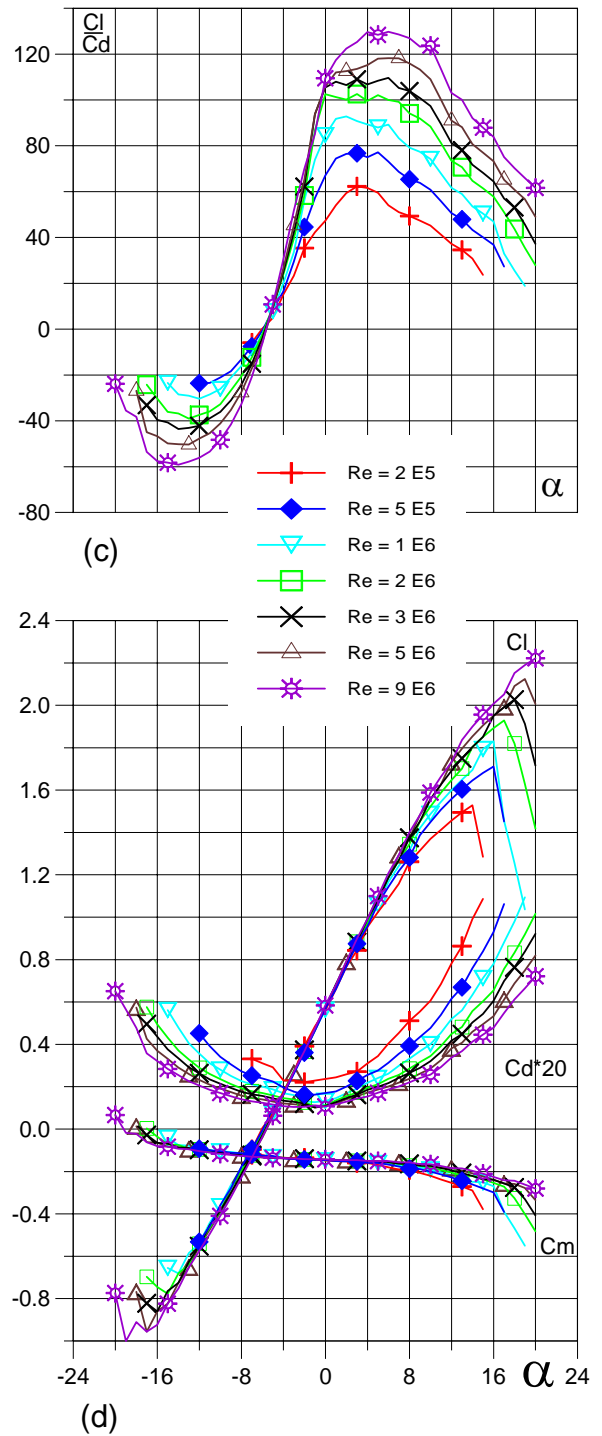 Cl
Cd
120
80
40
0
-40
-80
α
(c)
Re = 2 E5
Re = 5 E5
Re = 1 E6
Re = 2 E6
Re = 3 E6
Re = 5 E6
Re = 9 E6
2.4
Cl
2.0
1.6
1.2
0.8
0.4
Cd*20
0.0
-0.4
Cm
-0.8
-24 -16 -8 0 8 16 24
α
(d)